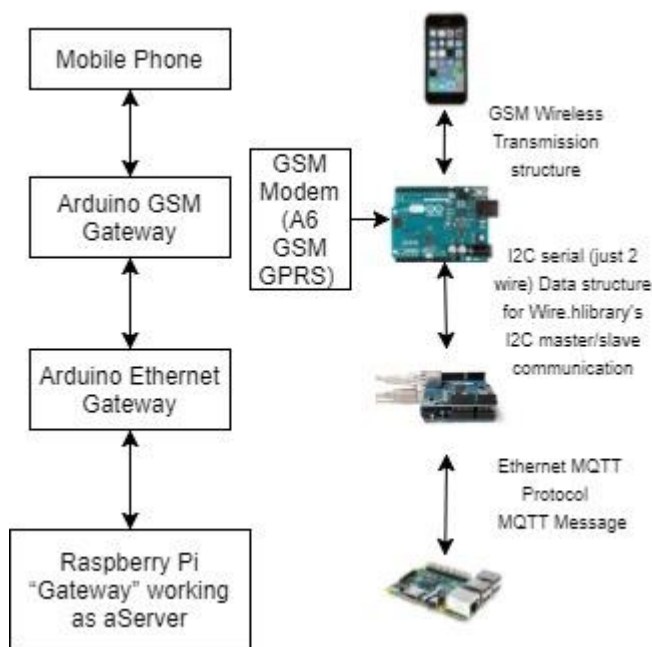 Mobile Phone
Arduino GSM
Gateway
Arduino Ethernet
Gateway
Raspberry Pi
“Gateway” working
as aServer
GSM
Modem
(A6
GSM
GPRS)
GSM Wireless
Transmission
structure
I2C serial (just 2
wire) Data structure
for Wire.hlibrary's
I2C master/slave
communication
Ethernet MQTT
Protocol
MQTT Message